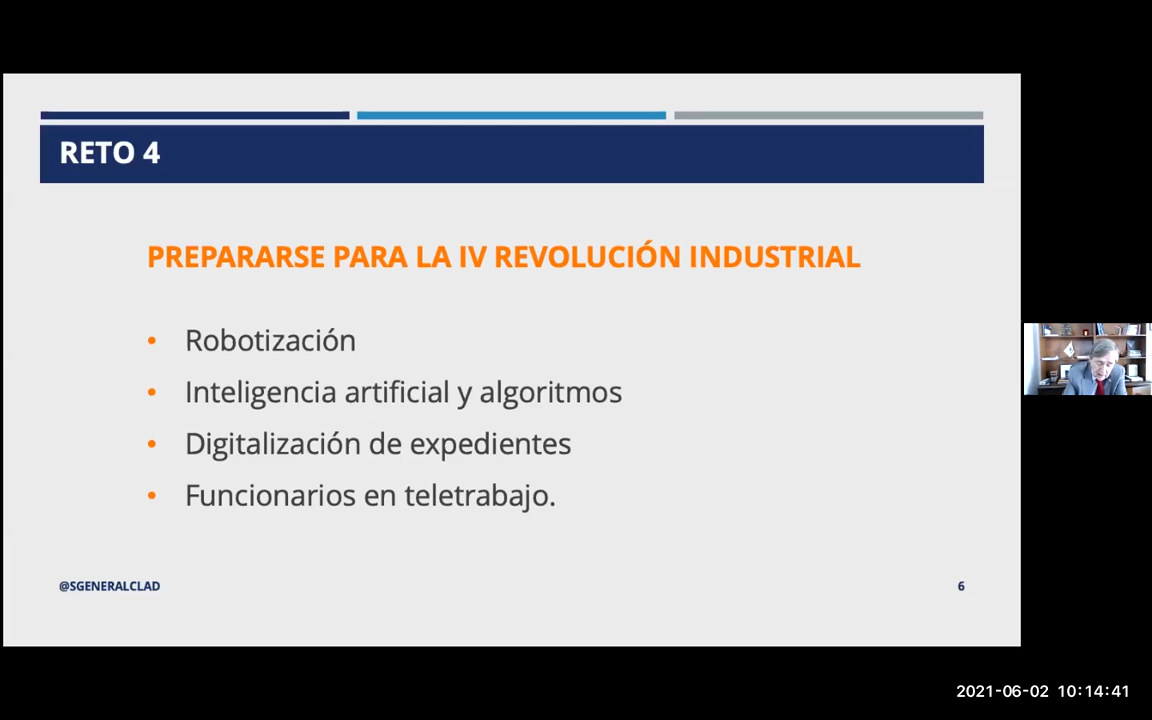 RETO 4
PREPARARSE PARA LA IV REVOLUCIÓN INDUSTRIAL
• Robotización
• Inteligencia artificial y algoritmos
• Digitalización de expedientes
• Funcionarios en teletrabajo.
@SGENERALCLAD 6
2021-06-02 10:14:41